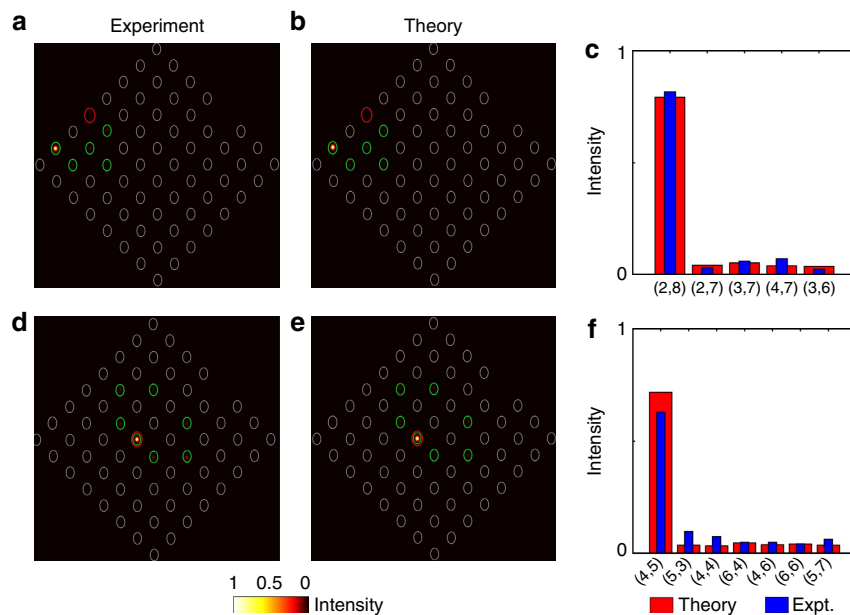 a Experiment
b Theory
c
1
Intensity
0
(2,8) (2,7) (3,7) (4,7) (3,6)
d
e
f
1
Intensity
0
(4,5) (5,3) (4,4) (6,4) (4,6) (6,6) (5,7)
1 0.5 0
Intensity
Theory Expt.